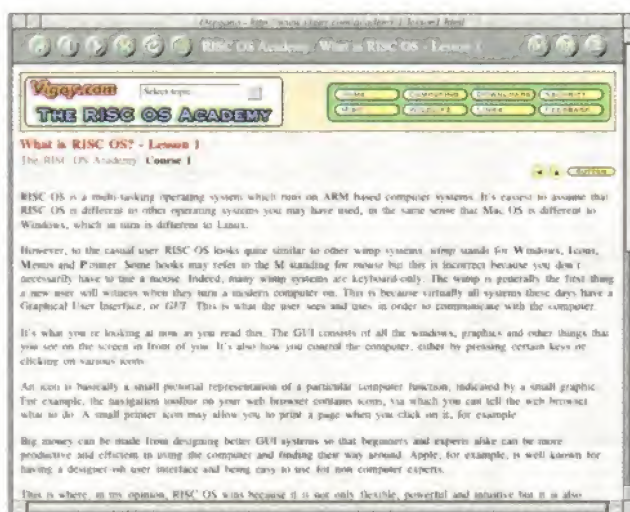 RISC OS Academy: What is RISC OS - Lesson 1
Vigay.com
Select topic
THE RISC OS ACADEMY
HOME COMPUTING DOWNLOADS
LINKS FEEDBACK
What is RISC OS? - Lesson 1
The RISC OS Academy: Course 1
RISC OS is a multi-tasking operating system which runs on ARM based computer systems. It's easiest to assume that
RISC OS is different to other operating systems you may have used, in the same sense that Mac OS is different to
Windows, which in turn is different to Linux.
However, to the casual user RISC OS looks quite similar to other wimp systems, wimp stands for Windows, Icons,
Menus and Pointer. Some books may refer to the M standing for mouse but this is incorrect because you don't
necessarily have to use a mouse. Indeed, many wimp systems are keyboard-only. The wimp is generally the first thing
a new user will witness when they turn a modern computer on. This is because virtually all systems these days have a
Graphical User Interface, or GUI. This is what the user sees and uses in order to communicate with the computer.
It's what you're looking at now as you read this. The GUI consists of all the windows, graphics and other things that
you see on the screen in front of you. It's also how you control the computer, either by pressing certain keys or
clicking on various icons.
An icon is basically a small pictorial representation of a particular computer function, indicated by a small graphic.
For example, the navigation toolbar on your web browser contains icons, via which you can tell the web browser
what to do. A small printer icon may allow you to print a page when you click on it, for example.
Big money can be made from designing better GUI systems so that beginners and experts alike can be more
productive and efficient in using the computer and finding their way around. Apple, for example, is well known for
having a designer-ish user interface and being easy to use for non computer experts.
This is where, in my opinion, RISC OS wins because it is not only flexible, powerful and intuitive but it is also